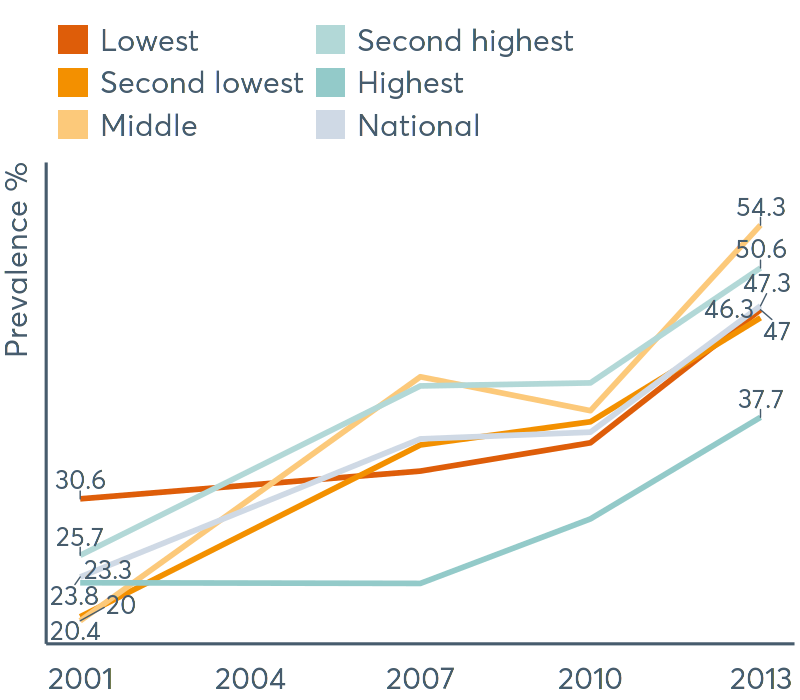 Lowest
Second lowest
Middle
Second highest
Highest
National
Prevalence %
54.3
50.6
47.3
46.3
47
37.7
30.6
25.7
23.3
23.8
20
20.4
2001
2004
2007
2010
2013